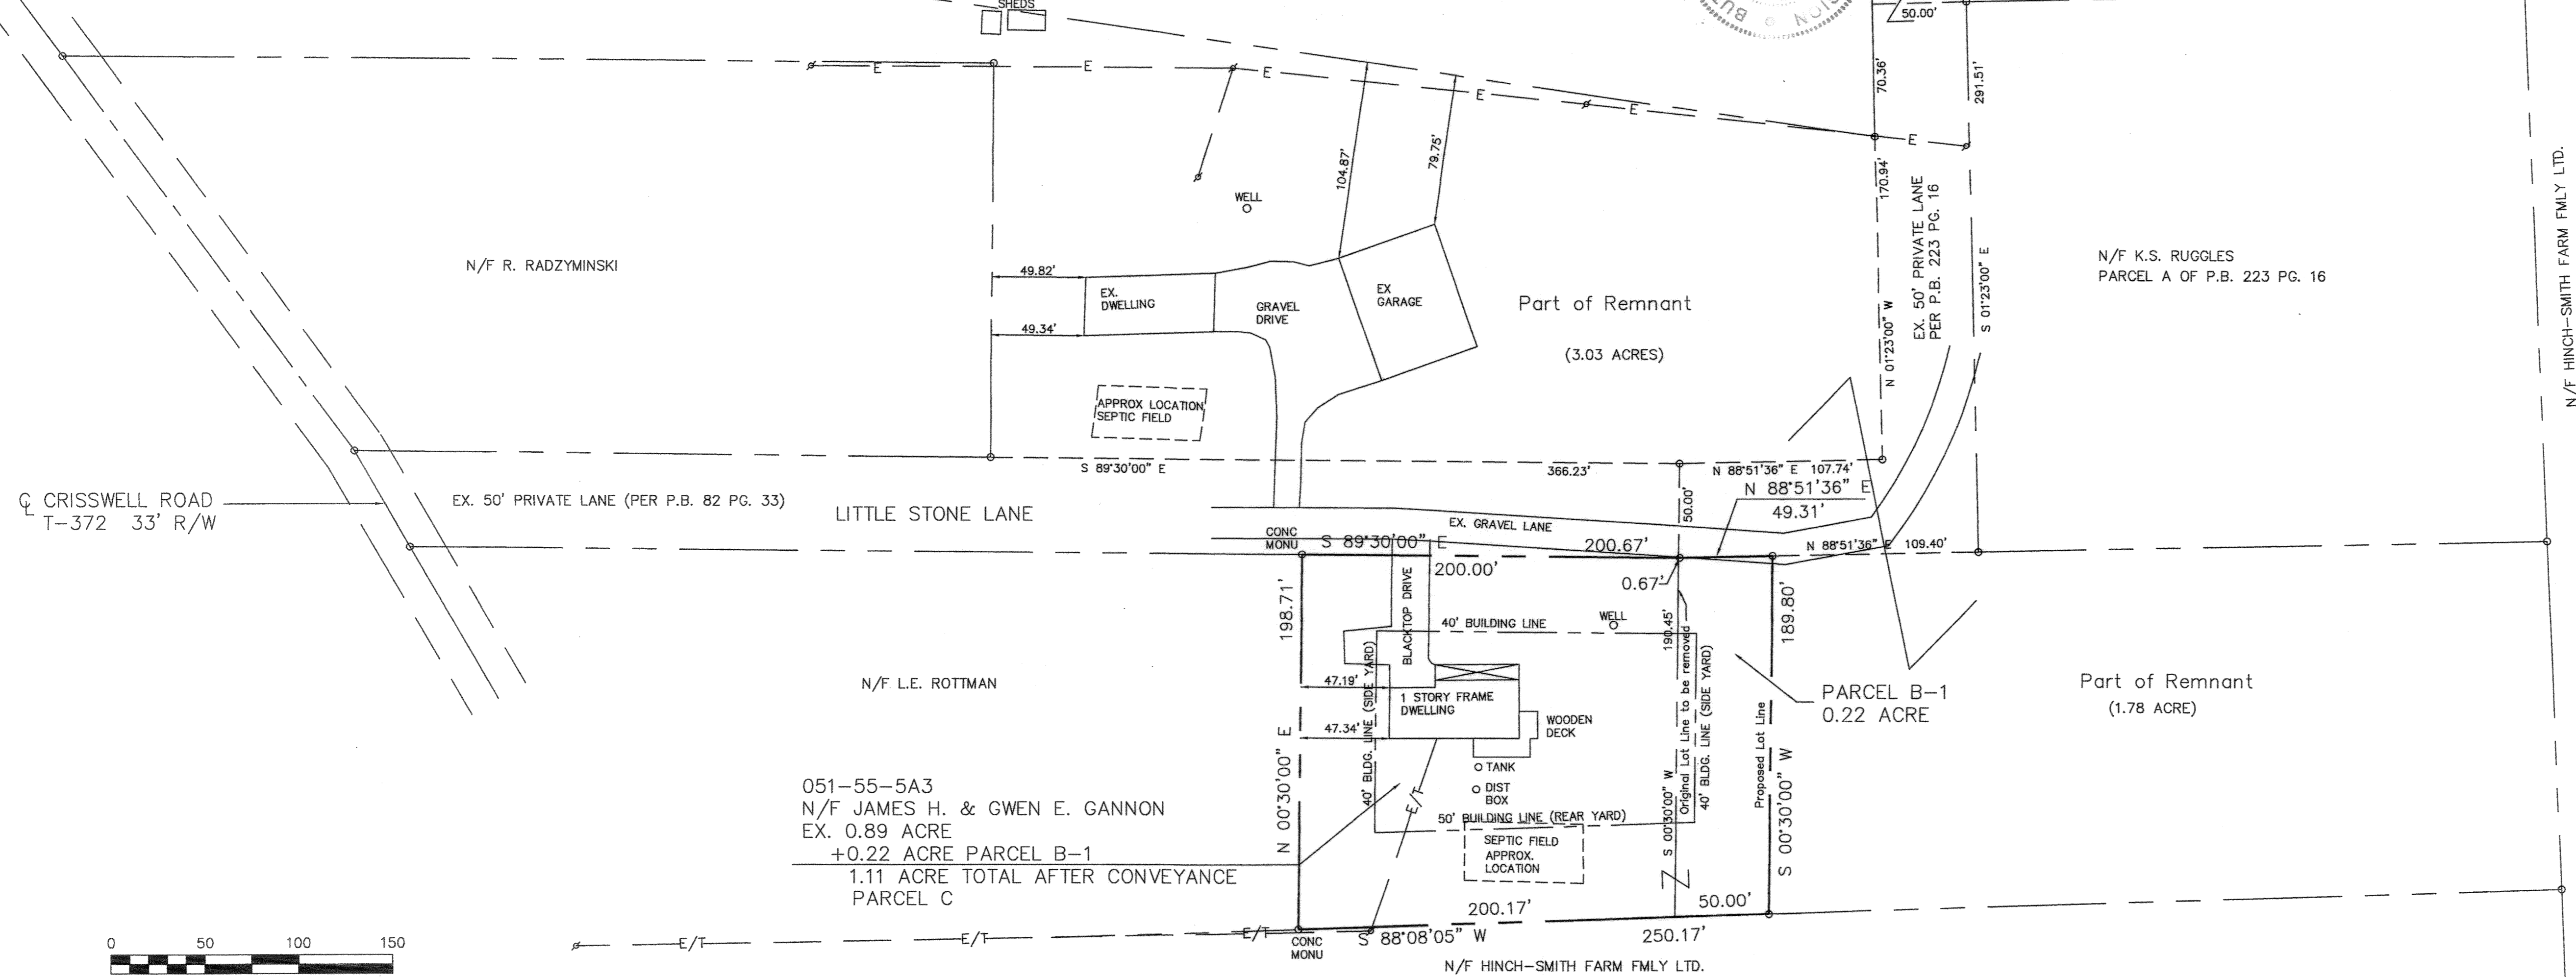 SHEDS
SION ○ BUT
50.00'
E
E
E
E
E
E
70.36'
291.51'
104.87'
79.75'
170.94'
WELL
N/F R. RADZYMINSKI
49.82'
49.34'
EX.
DWELLING
GRAVEL
DRIVE
EX
GARAGE
Part of Remnant
(3.03 ACRES)
N 01°23'00" W
EX. 50' PRIVATE LANE
PER P.B. 223 PG. 16
S 01°23'00" E
N/F K.S. RUGGLES
PARCEL A OF P.B. 223 PG. 16
N/F HINCH-SMITH FARM FMLY LTD.
APPROX LOCATION
SEPTIC FIELD
S 89°30'00" E
366.23'
N 88°51'36" E 107.74'
N 88°51'36" E
49.31'
50.00'
℄ CRISSWELL ROAD
T-372 33' R/W
EX. 50' PRIVATE LANE (PER P.B. 82 PG. 33)
LITTLE STONE LANE
EX. GRAVEL LANE
CONC
MONU
S 89°30'00" E
200.67'
N 88°51'36" E 109.40'
200.00'
0.67'
198.71'
BLACKTOP DRIVE
40' BUILDING LINE
WELL
190.45'
189.80'
N/F L.E. ROTTMAN
47.19'
47.34'
40' BLDG. LINE (SIDE YARD)
1 STORY FRAME
DWELLING
WOODEN
DECK
Original Lot Line to be removed
40' BLDG. LINE (SIDE YARD)
Proposed Lot Line
PARCEL B-1
0.22 ACRE
Part of Remnant
(1.78 ACRE)
TANK
DIST
BOX
E/T
N 00°30'00" E
S 00°30'00" W
S 00°30'00" W
50' BUILDING LINE (REAR YARD)
SEPTIC FIELD
APPROX.
LOCATION
051-55-5A3
N/F JAMES H. & GWEN E. GANNON
EX. 0.89 ACRE
+0.22 ACRE PARCEL B-1
1.11 ACRE TOTAL AFTER CONVEYANCE
PARCEL C
200.17'
50.00'
0 50 100 150
E/T
E/T
E/T
CONC
MONU
S 88°08'05" W
250.17'
N/F HINCH-SMITH FARM FMLY LTD.